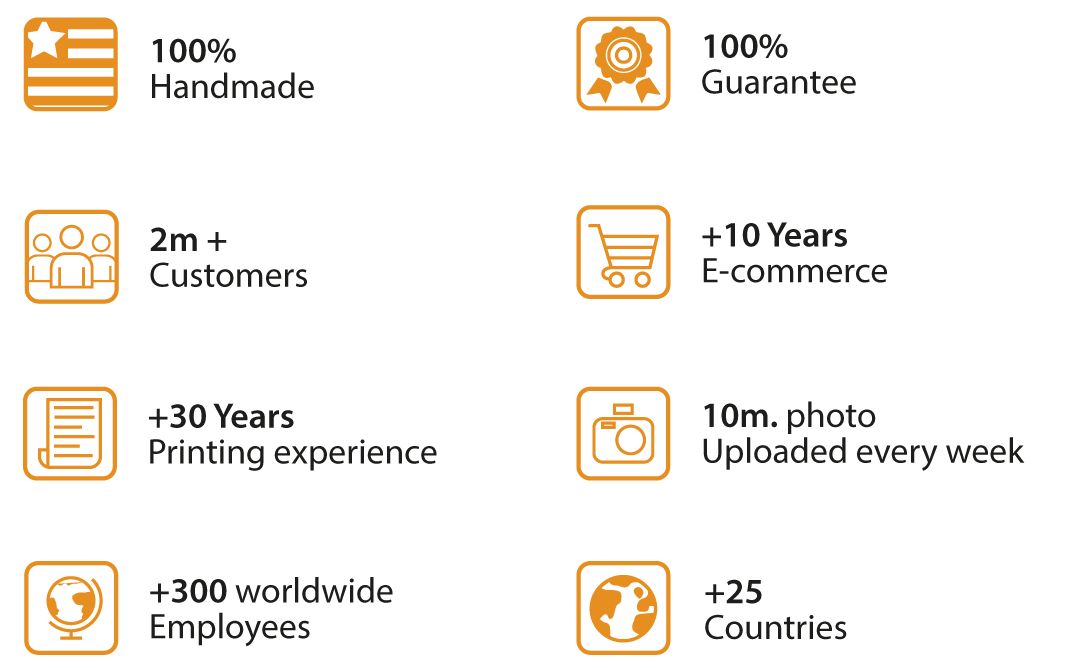 100%
Handmade
100%
Guarantee
2m +
Customers
+10 Years
E-commerce
+30 Years
Printing experience
10m. photo
Uploaded every week
+300 worldwide
Employees
+25
Countries